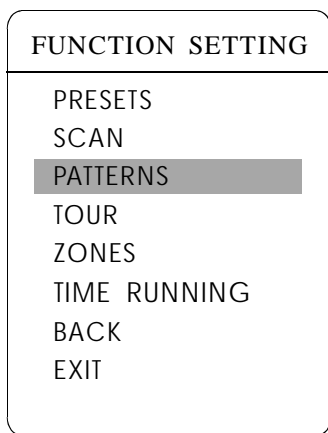 FUNCTION SETTING
PRESETS
SCAN
PATTERNS
TOUR
ZONES
TIME RUNNING
BACK
EXIT